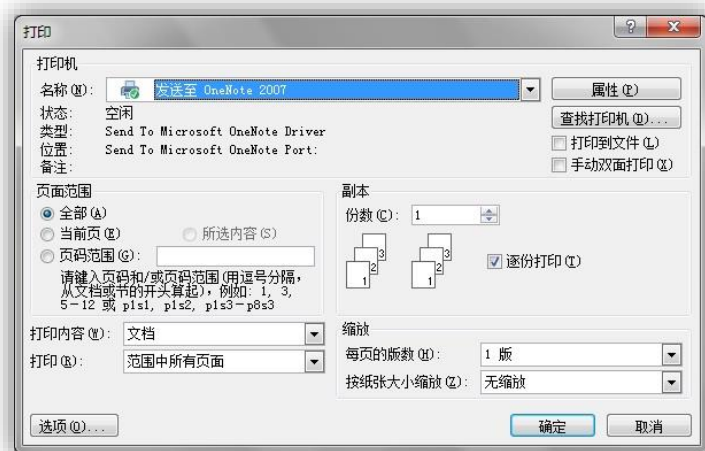 打印
打印机
名称(N): 发送至 OneNote 2007 属性(P)
状态: 空闲 查找打印机(D)...
类型: Send To Microsoft OneNote Driver
位置: Send To Microsoft OneNote Port: 打印到文件(L)
备注: 手动双面打印(X)
页面范围 副本
全部(A) 份数(C): 1
当前页(E) 所选内容(S)
页码范围(G):
请键入页码和/或页码范围(用逗号分隔,
从文档或节的开头算起), 例如: 1, 3,
5-12 或 p1s1, p1s2, p1s3-p8s3
1 2 3 1 2 3 逐份打印(T)
打印内容(W): 文档 缩放
打印(R): 范围中所有页面 每页的版数(H): 1 版
按纸张大小缩放(Z): 无缩放
选项(O)... 确定 取消